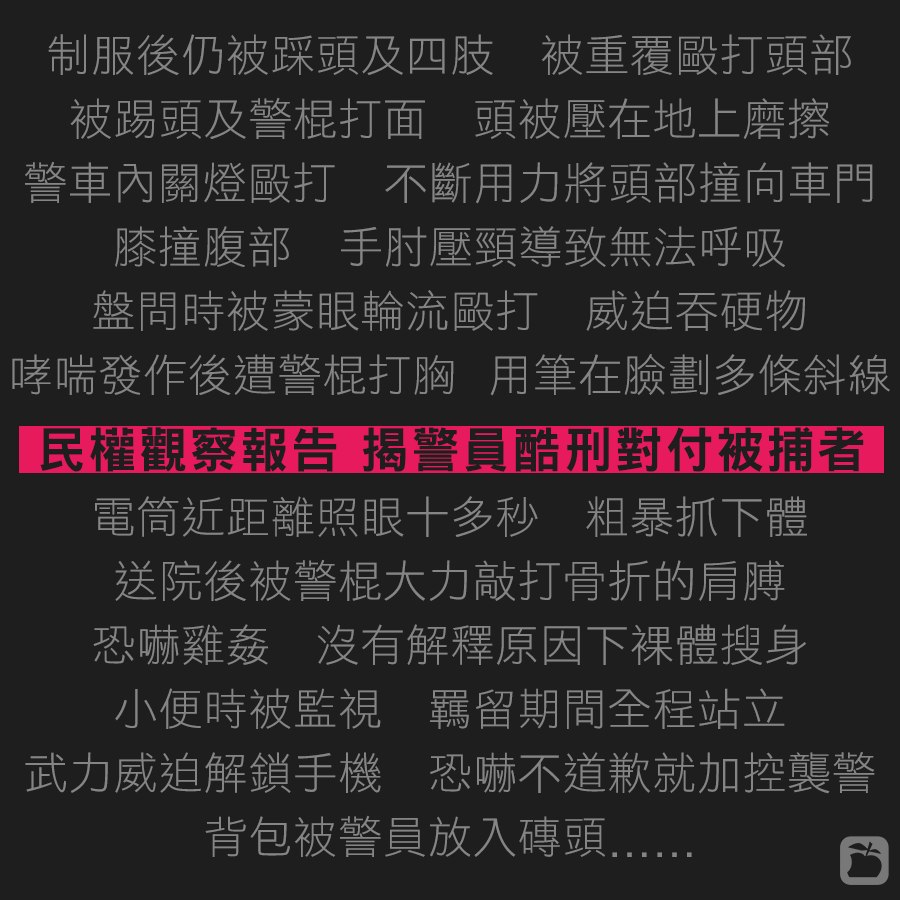 制服後仍被踩頭及四肢　被重覆毆打頭部
被踢頭及警棍打面　頭被壓在地上磨擦
警車內關燈毆打　不斷用力將頭部撞向車門
膝撞腹部　手肘壓頸導致無法呼吸
盤問時被蒙眼輪流毆打　威迫吞硬物
哮喘發作後遭警棍打胸　用筆在臉劃多條斜線
民權觀察報告 揭警員酷刑對付被捕者
電筒近距離照眼十多秒　粗暴抓下體
送院後被警棍大力敲打骨折的肩膊
恐嚇雞姦　沒有解釋原因下裸體搜身
小便時被監視　羈留期間全程站立
武力威迫解鎖手機　恐嚇不道歉就加控襲警
背包被警員放入磚頭……